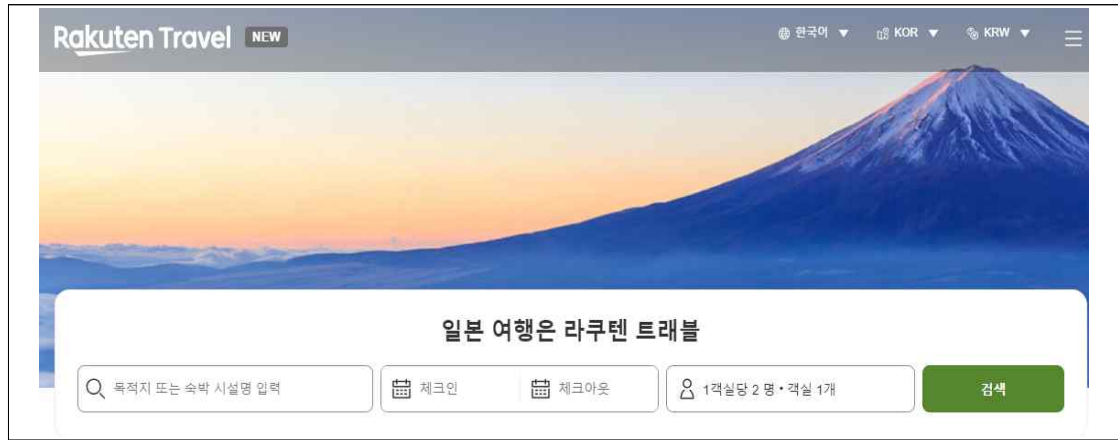 Rakuten Travel NEW 한국어 ▼ KOR ▼ KRW ▼
일본 여행은 라쿠텐 트래블
목적지 또는 숙박 시설명 입력 체크인 체크아웃 1객실당 2 명 • 객실 1개 검색